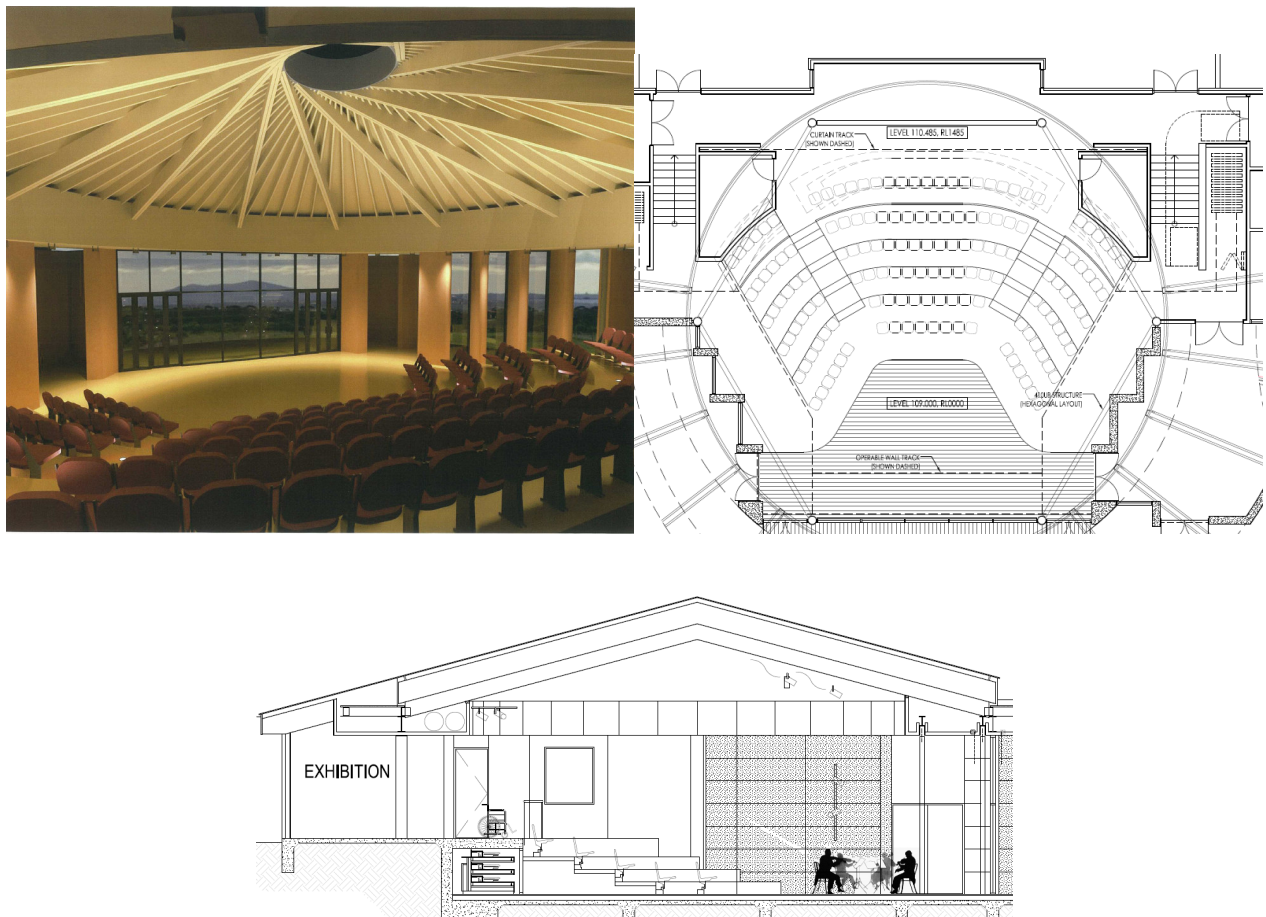 CURTAIN TRACK
(SHOWN DASHED)
LEVEL 110.485, RL1485
LEVEL 109.000, RL0000
STRUCTURE
(HEXAGONAL LAYOUT)
OPERABLE WALL TRACK
(SHOWN DASHED)
EXHIBITION